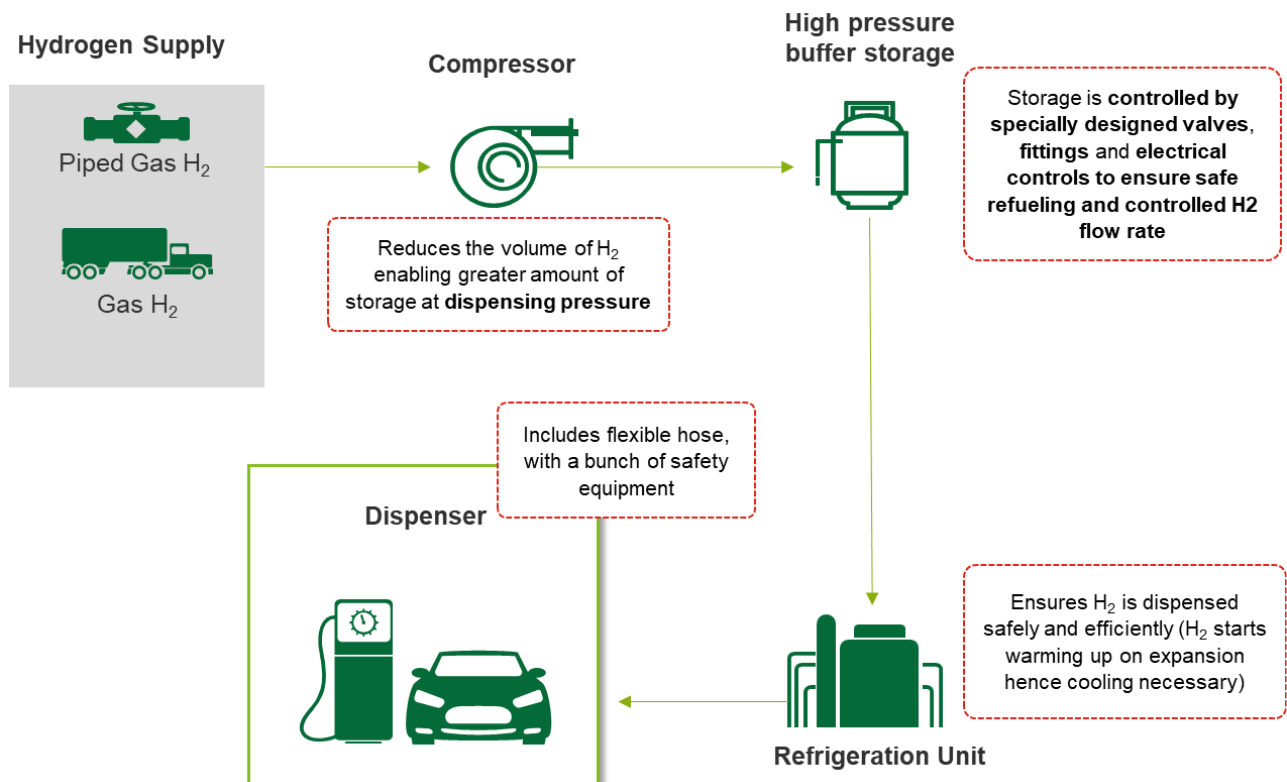 Hydrogen Supply
Piped Gas H₂
Gas H₂
Compressor
Reduces the volume of H₂
enabling greater amount of
storage at dispensing pressure
High pressure
buffer storage
Storage is controlled by
specially designed valves,
fittings and electrical
controls to ensure safe
refueling and controlled H2
flow rate
Includes flexible hose,
with a bunch of safety
equipment
Dispenser
Ensures H₂ is dispensed
safely and efficiently (H₂ starts
warming up on expansion
hence cooling necessary)
Refrigeration Unit